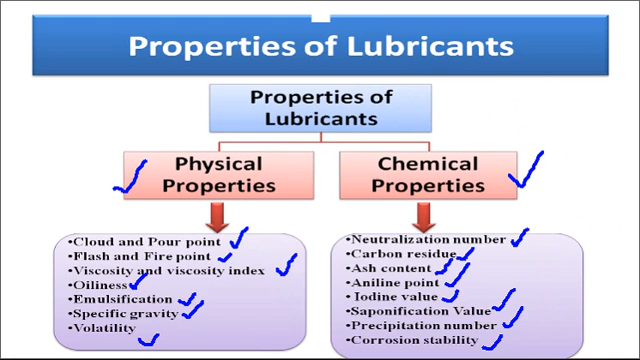 Properties of Lubricants
Properties of
Lubricants
Physical
Properties
Chemical
Properties
•Cloud and Pour point
•Flash and Fire point
•Viscosity and viscosity index
•Oiliness
•Emulsification
•Specific gravity
•Volatility
•Neutralization number
•Carbon residue
•Ash content
•Aniline point
•Iodine value
•Saponification Value
•Precipitation number
•Corrosion stability